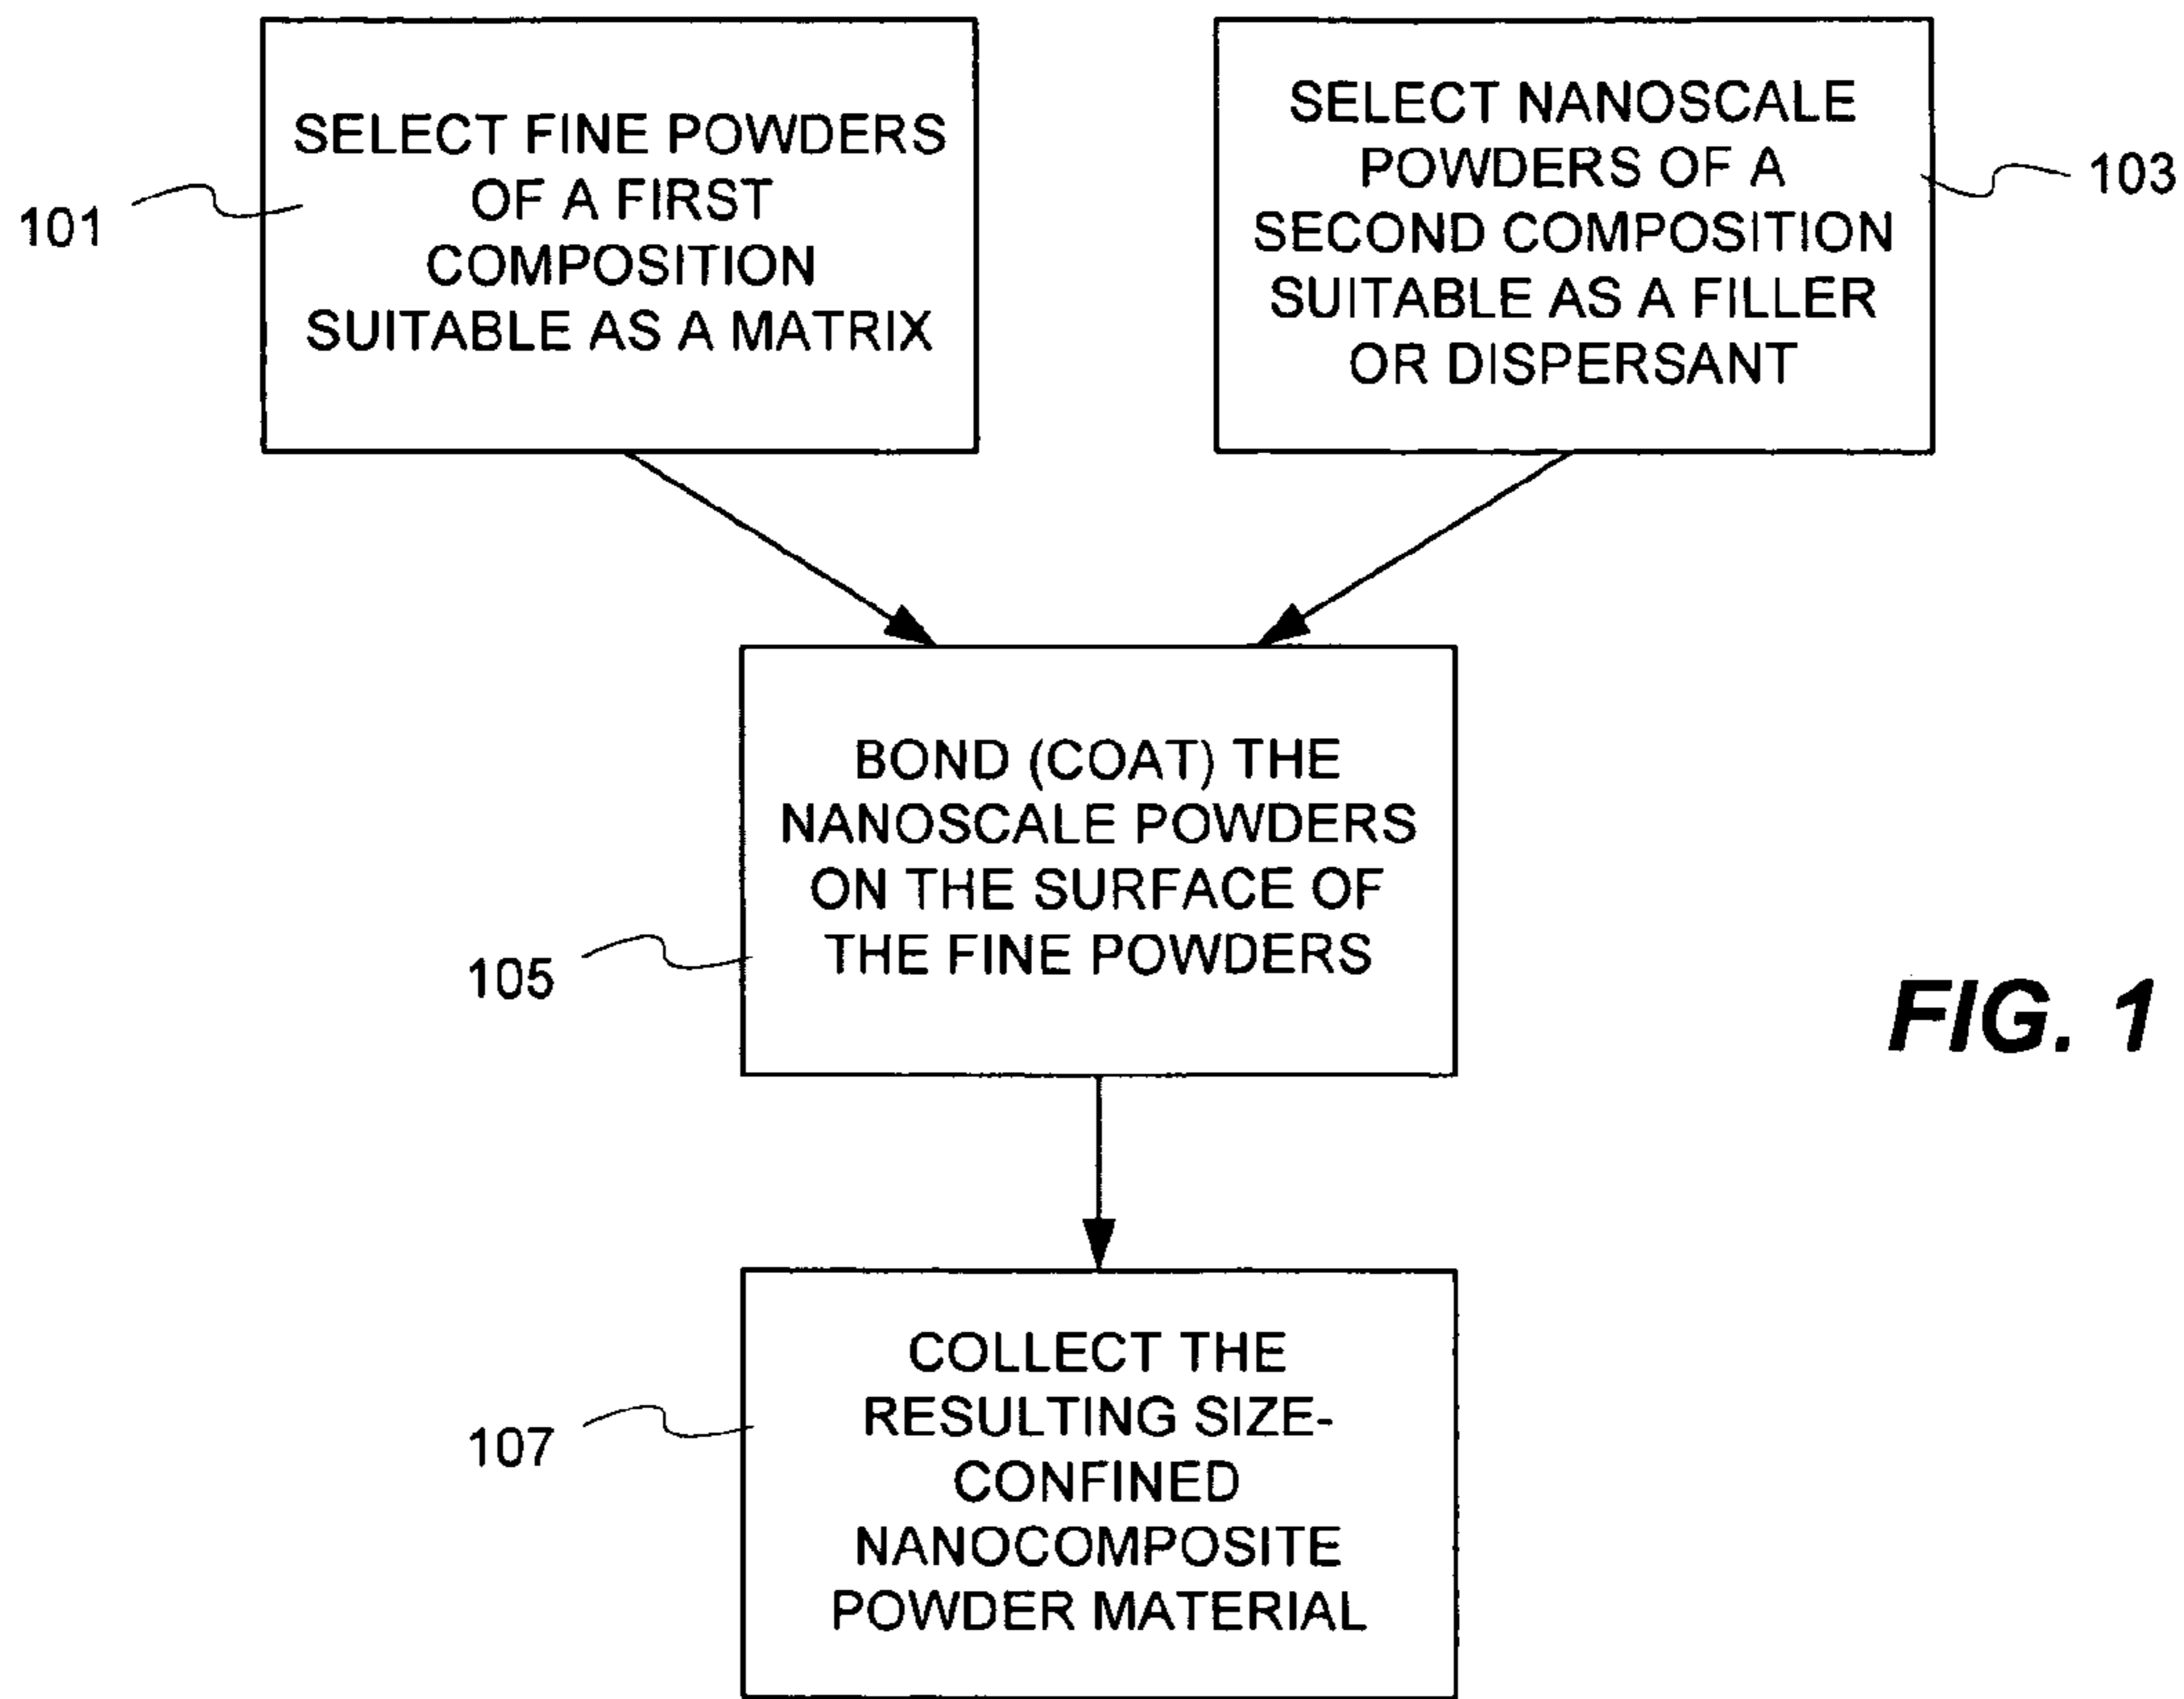 SELECT FINE POWDERS
OF A FIRST
COMPOSITION
SUITABLE AS A MATRIX
101
SELECT NANOSCALE
POWDERS OF A
SECOND COMPOSITION
SUITABLE AS A FILLER
OR DISPERSANT
103
BOND (COAT) THE
NANOSCALE POWDERS
ON THE SURFACE OF
THE FINE POWDERS
105
FIG. 1
COLLECT THE
RESULTING SIZE-
CONFINED
NANOCOMPOSITE
POWDER MATERIAL
107